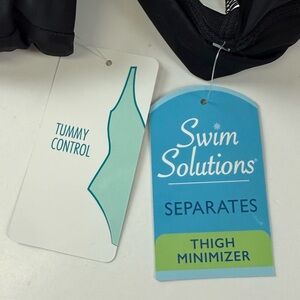 TUMMY
CONTROL
Swim
Solutions®
SEPARATES
THIGH
MINIMIZER